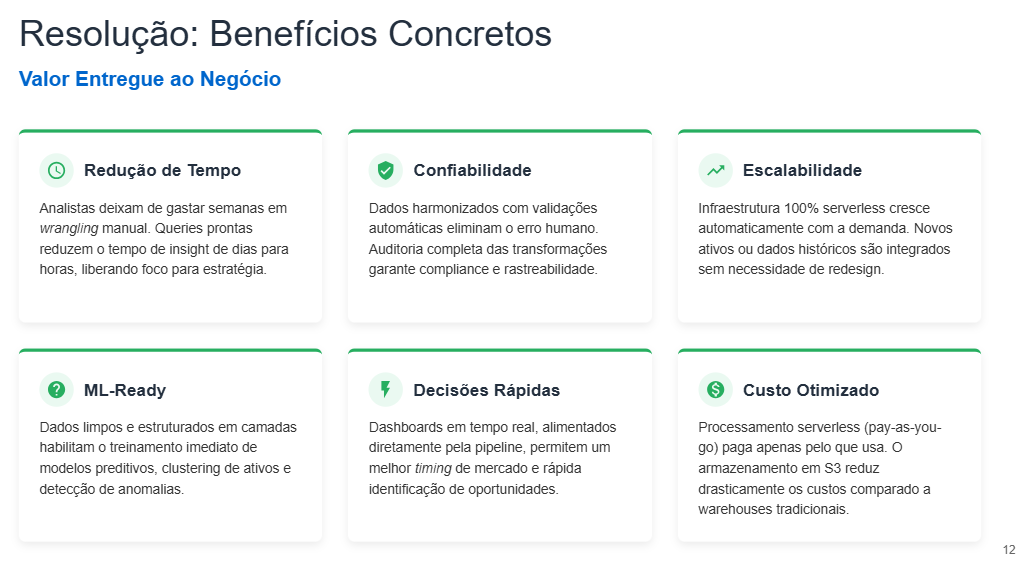 Resolução: Benefícios Concretos
Valor Entregue ao Negócio
Redução de Tempo
Analistas deixam de gastar semanas em
wrangling manual. Queries prontas
reduzem o tempo de insight de dias para
horas, liberando foco para estratégia.
Confiabilidade
Dados harmonizados com validações
automáticas eliminam o erro humano.
Auditoria completa das transformações
garante compliance e rastreabilidade.
Escalabilidade
Infraestrutura 100% serverless cresce
automaticamente com a demanda. Novos
ativos ou dados históricos são integrados
sem necessidade de redesign.
ML-Ready
Dados limpos e estruturados em camadas
habilitam o treinamento imediato de
modelos preditivos, clustering de ativos e
detecção de anomalias.
Decisões Rápidas
Dashboards em tempo real, alimentados
diretamente pela pipeline, permitem um
melhor timing de mercado e rápida
identificação de oportunidades.
Custo Otimizado
Processamento serverless (pay-as-you-
go) paga apenas pelo que usa. O
armazenamento em S3 reduz
drasticamente os custos comparado a
warehouses tradicionais.
12